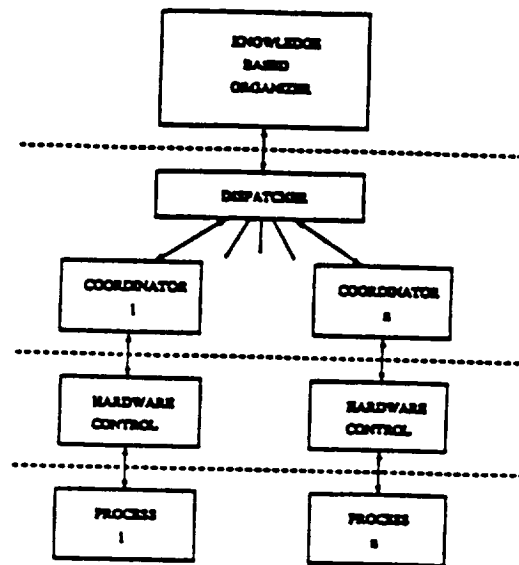 KNOWLEDGE
BASED
ORGANIZER
DISPATCHER
COORDINATOR
1
COORDINATOR
n
HARDWARE
CONTROL
HARDWARE
CONTROL
PROCESS
1
PROCESS
n